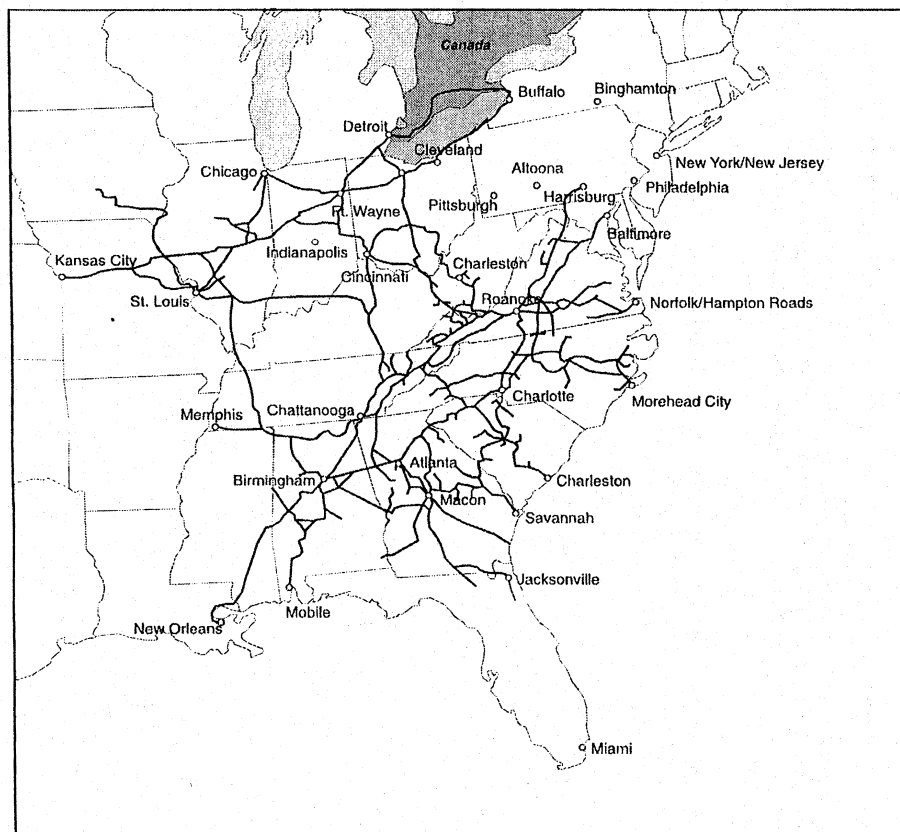 Canada
Buffalo
Binghamton
Detroit
Cleveland
New York/New Jersey
Chicago
Altoona
Philadelphia
Harrisburg
Pittsburgh
Ft. Wayne
Baltimore
Indianapolis
Kansas City
Charleston
Cincinnati
Roanoke
St. Louis
Norfolk/Hampton Roads
Charlotte
Morehead City
Memphis
Chattanooga
Atlanta
Birmingham
Charleston
Macon
Savannah
Jacksonville
Mobile
New Orleans
Miami